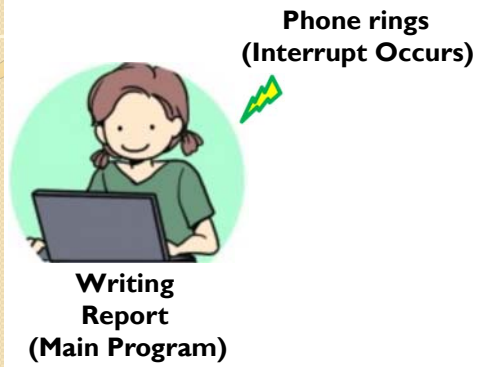 Phone rings
(Interrupt Occurs)
Writing
Report
(Main Program)